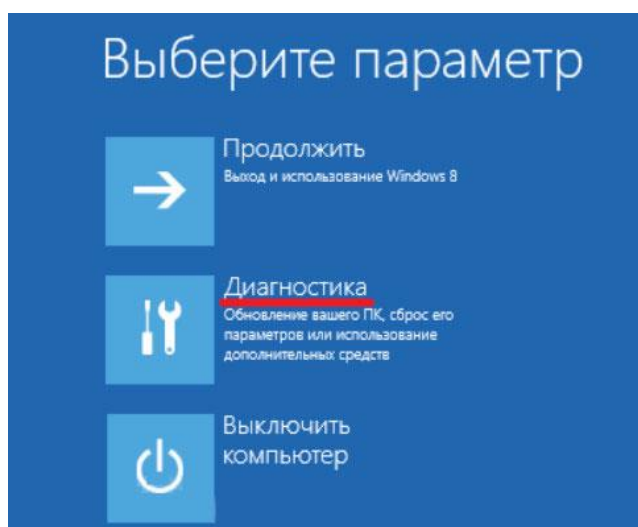 Выберите параметр
Продолжить
Выход и использование Windows 8
Диагностика
Обновление вашего ПК, сброс его
параметров или использование
дополнительных средств
Выключить
компьютер